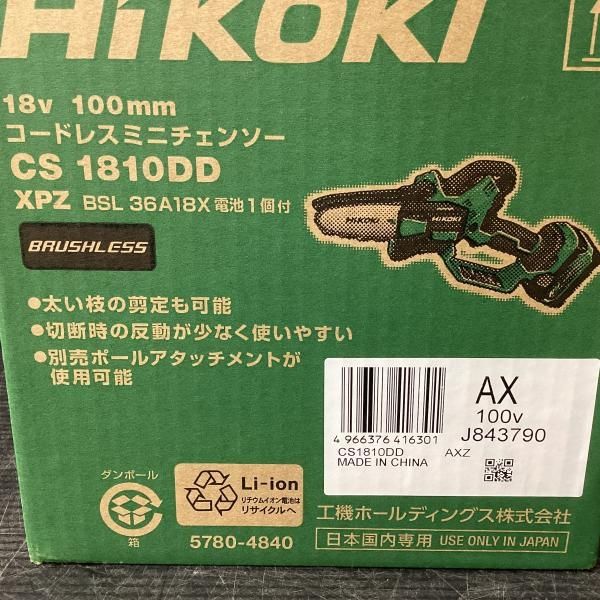 HiKOKI
18v 100mm
コードレスミニチェンソー
CS 1810DD
XPZ BSL 36A18X 電池1個付
BRUSHLESS
HiKOKI
HiKOKI
●太い枝の剪定も可能
●切断時の反動が少なく使いやすい
●別売ポールアタッチメントが
使用可能
AX
100v
4 966376 416301
J843790
CS1810DD AXZ
MADE IN CHINA
ダンボール
箱
Li-ion
リチウムイオン電池は
リサイクルへ
5780-4840
工機ホールディングス株式会社
日本国内専用 USE ONLY IN JAPAN